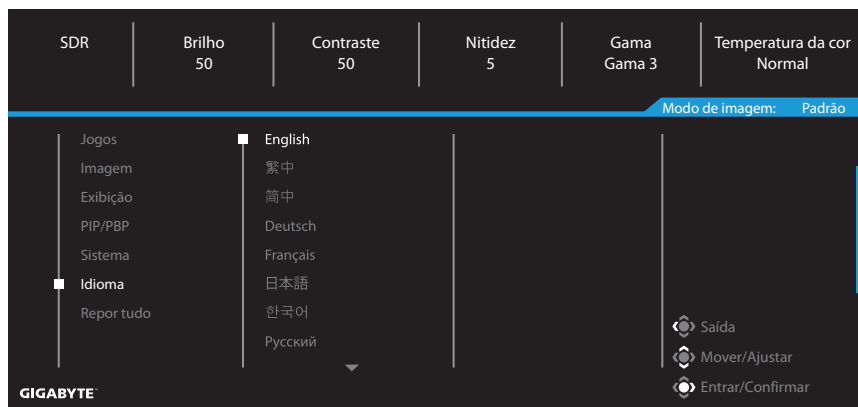 SDR
Brilho
50
Contraste
50
Nitidez
5
Gama
Gama 3
Temperatura da cor
Normal
Modo de imagem: Padrão
Jogos
Imagem
Exibição
PIP/PBP
Sistema
Idioma
Repor tudo
English
繁中
简中
Deutsch
Français
日本語
한국어
Русский
Saída
Mover/Ajustar
Entrar/Confirmar
GIGABYTE™